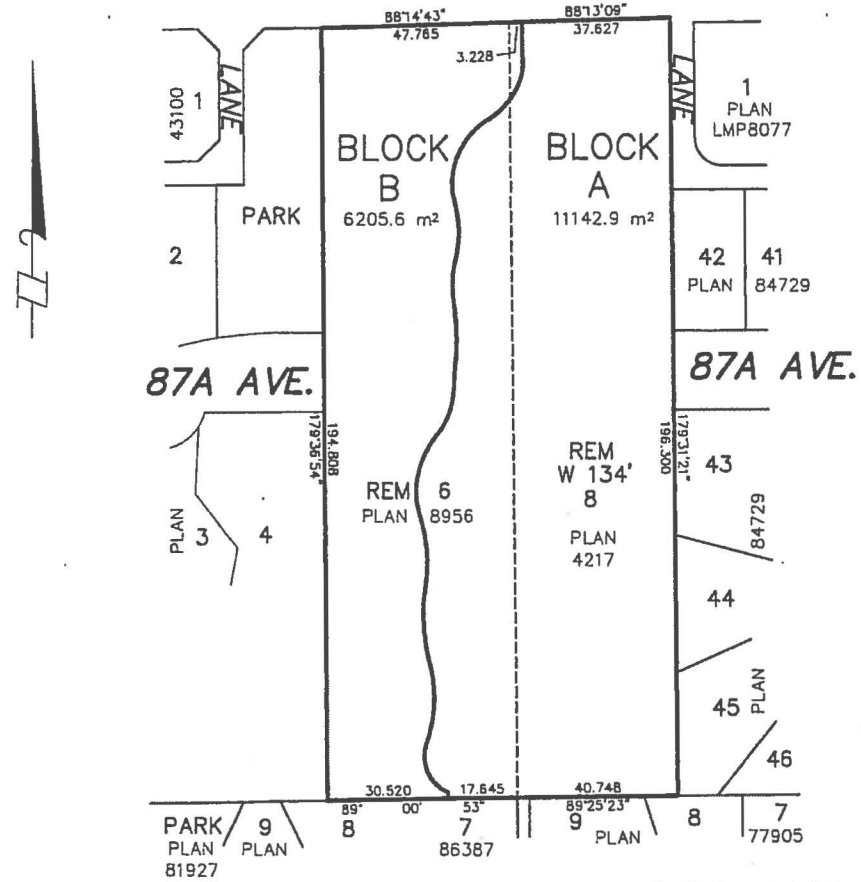 88°14'43"
47.765
88°13'09"
37.627
3.228
LANE
1
43100
LANE
1
PLAN
LMP8077
BLOCK
B
6205.6 m²
BLOCK
A
11142.9 m²
PARK
2
42
PLAN
41
84729
87A AVE.
87A AVE.
179°36'54"
194.808
196.300
179°31'21"
REM 6
PLAN 8956
REM
W 134'
8
PLAN
4217
PLAN
3
4
43
84729
44
45
PLAN
46
30.520
17.645
40.748
89° 00' 53"
89°25'23"
PARK
PLAN
81927
9
PLAN
8
7
86387
9
PLAN
8
7
77905